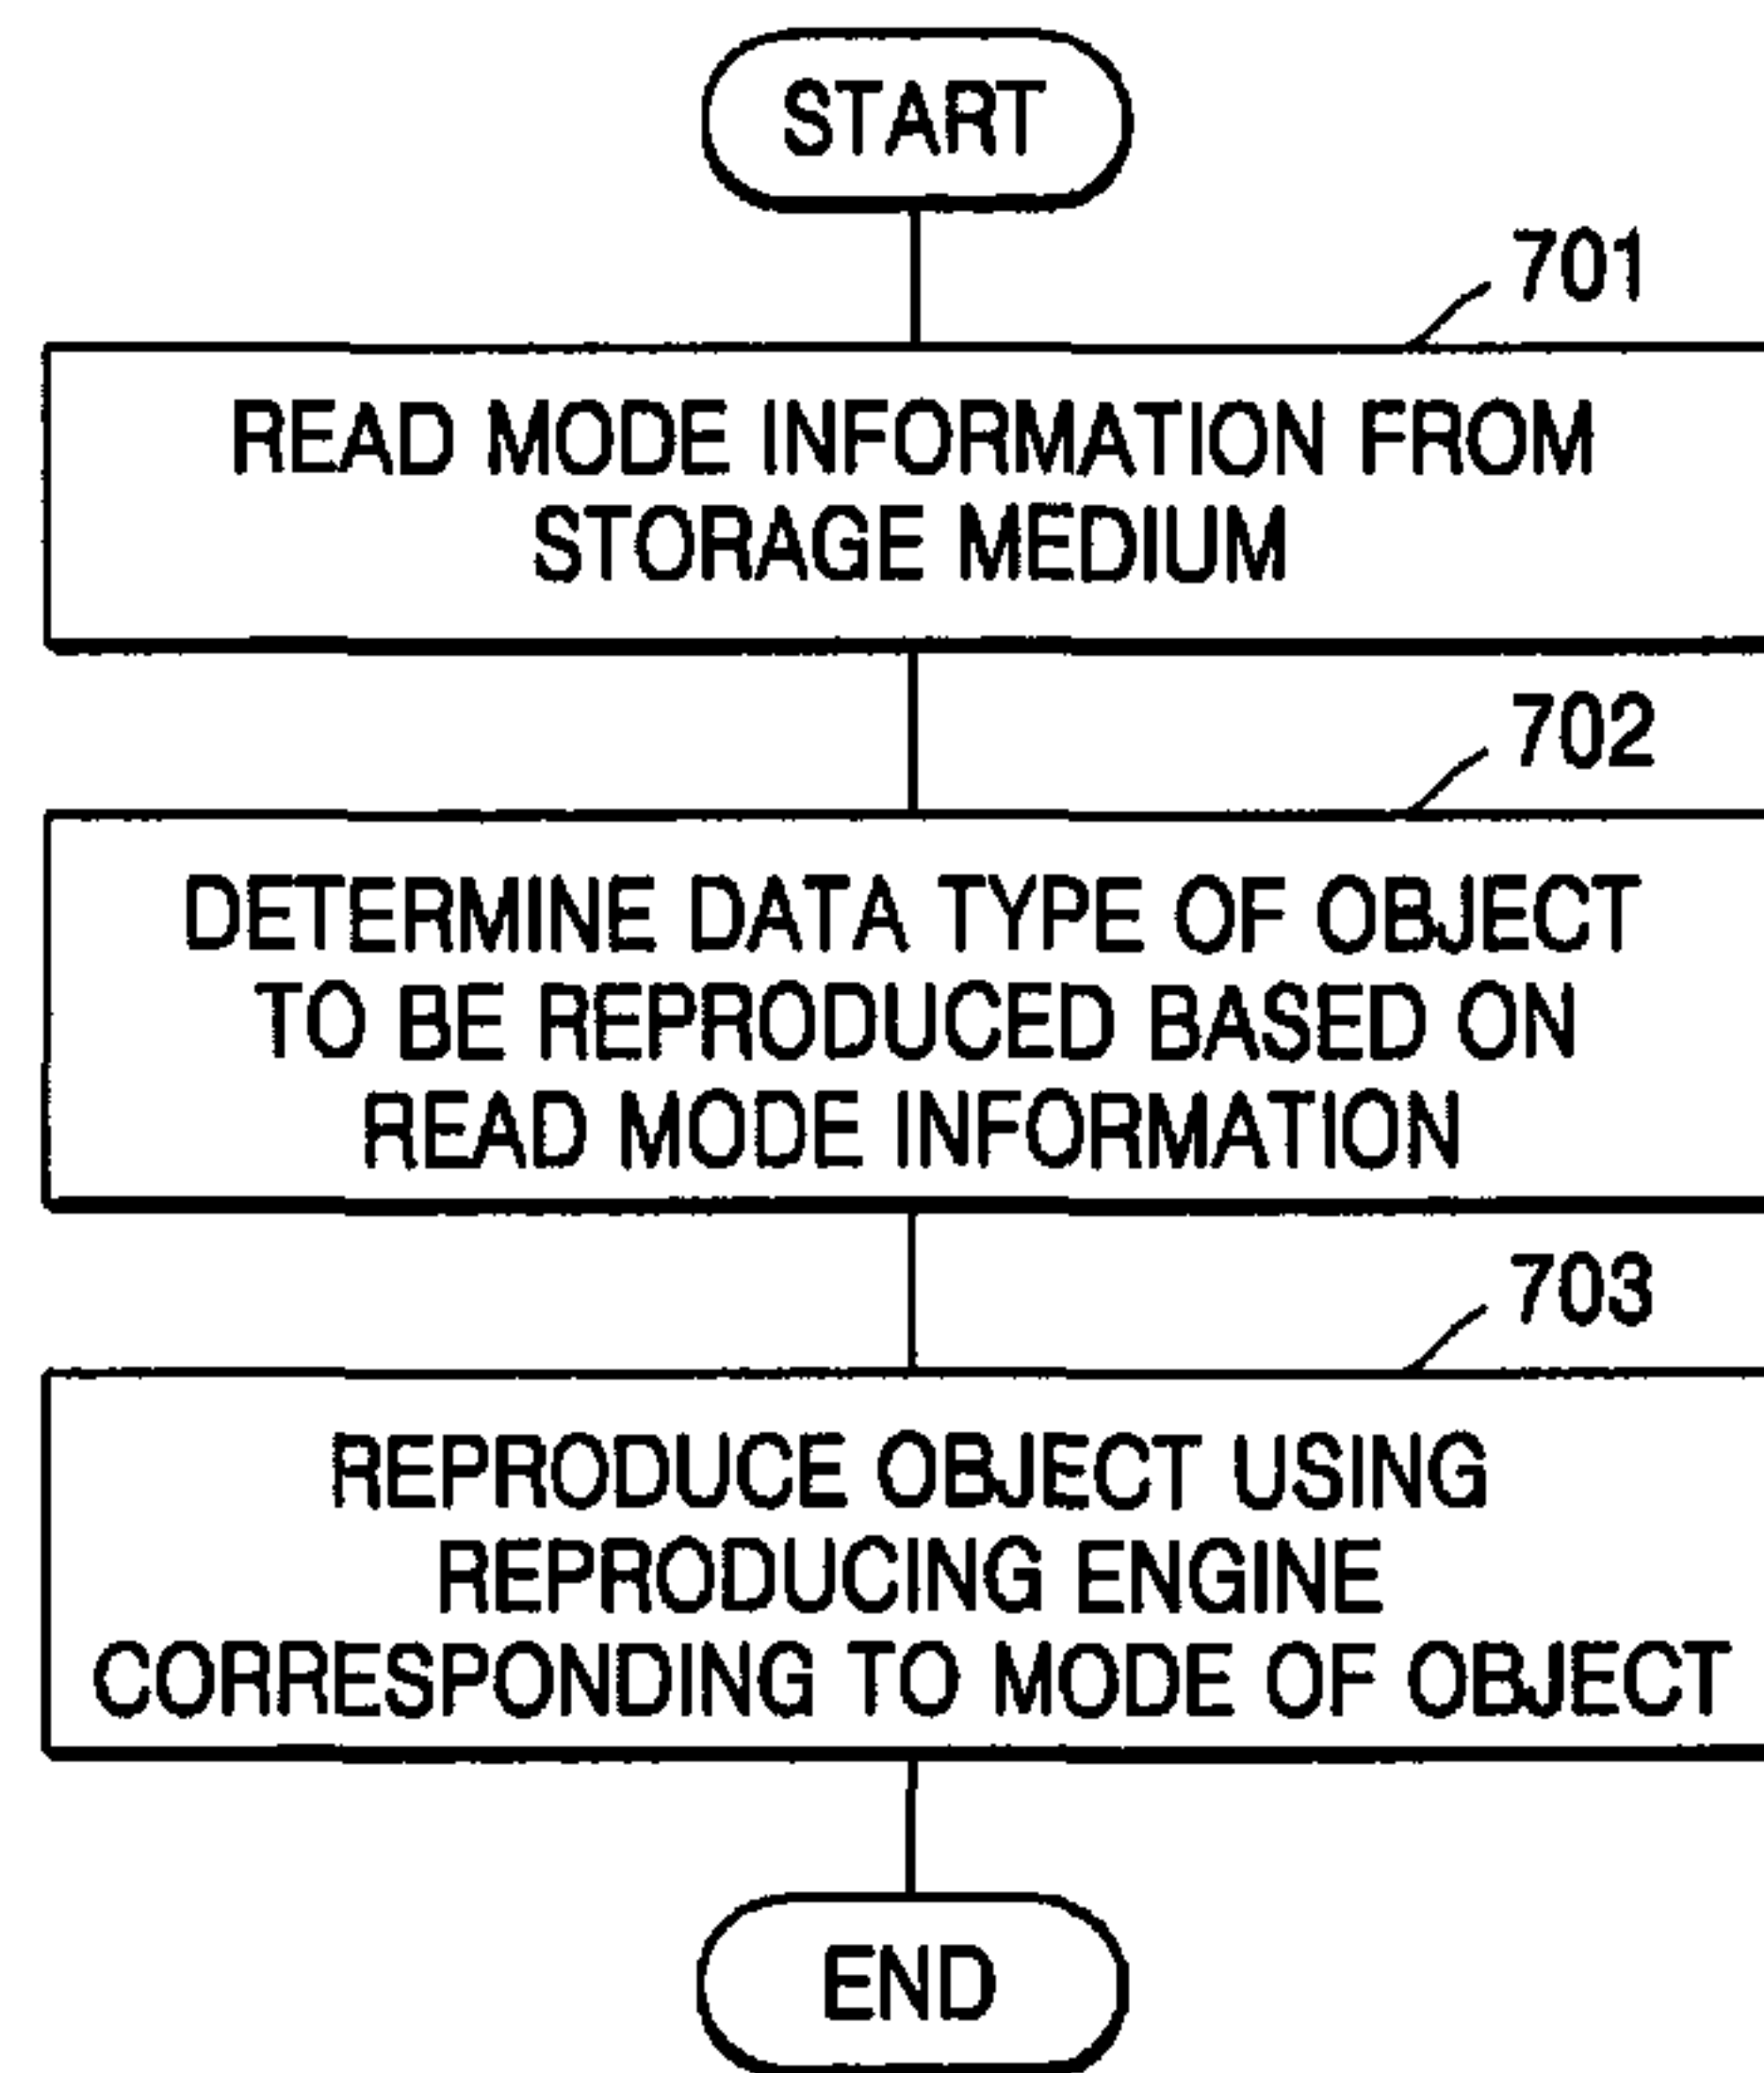 START
701
READ MODE INFORMATION FROM
STORAGE MEDIUM
702
DETERMINE DATA TYPE OF OBJECT
TO BE REPRODUCED BASED ON
READ MODE INFORMATION
703
REPRODUCE OBJECT USING
REPRODUCING ENGINE
CORRESPONDING TO MODE OF OBJECT
END